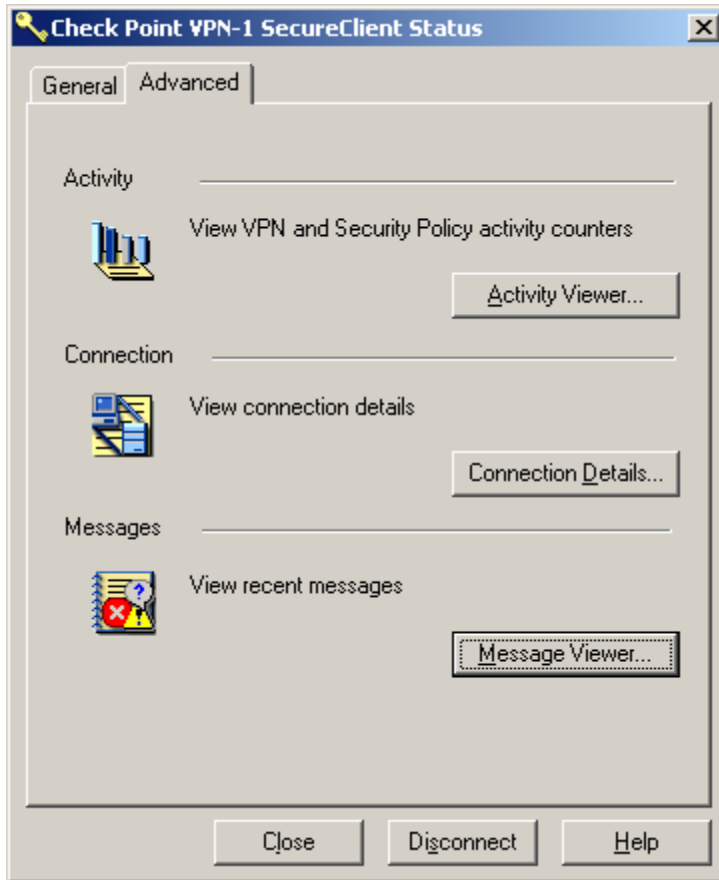 Check Point VPN-1 SecureClient Status
General
Advanced
Activity
View VPN and Security Policy activity counters
Activity Viewer...
Connection
View connection details
Connection Details...
Messages
View recent messages
Message Viewer...
Close
Disconnect
Help